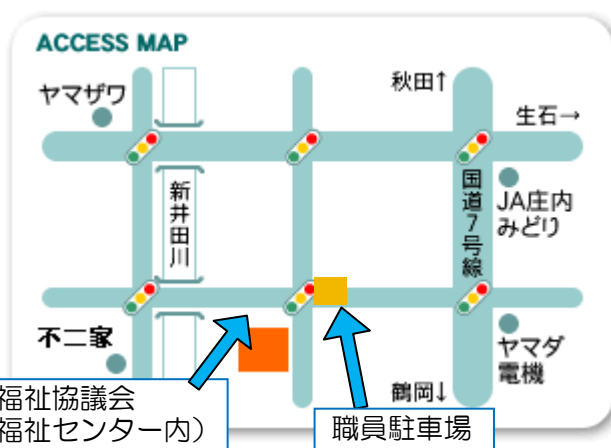 ACCESS MAP
ヤマザワ
秋田↑
生石→
新井田川
国道7号線
JA庄内
みどり
不二家
ヤマダ
電機
鶴岡↓
福祉協議会
福祉センター内）
職員駐車場